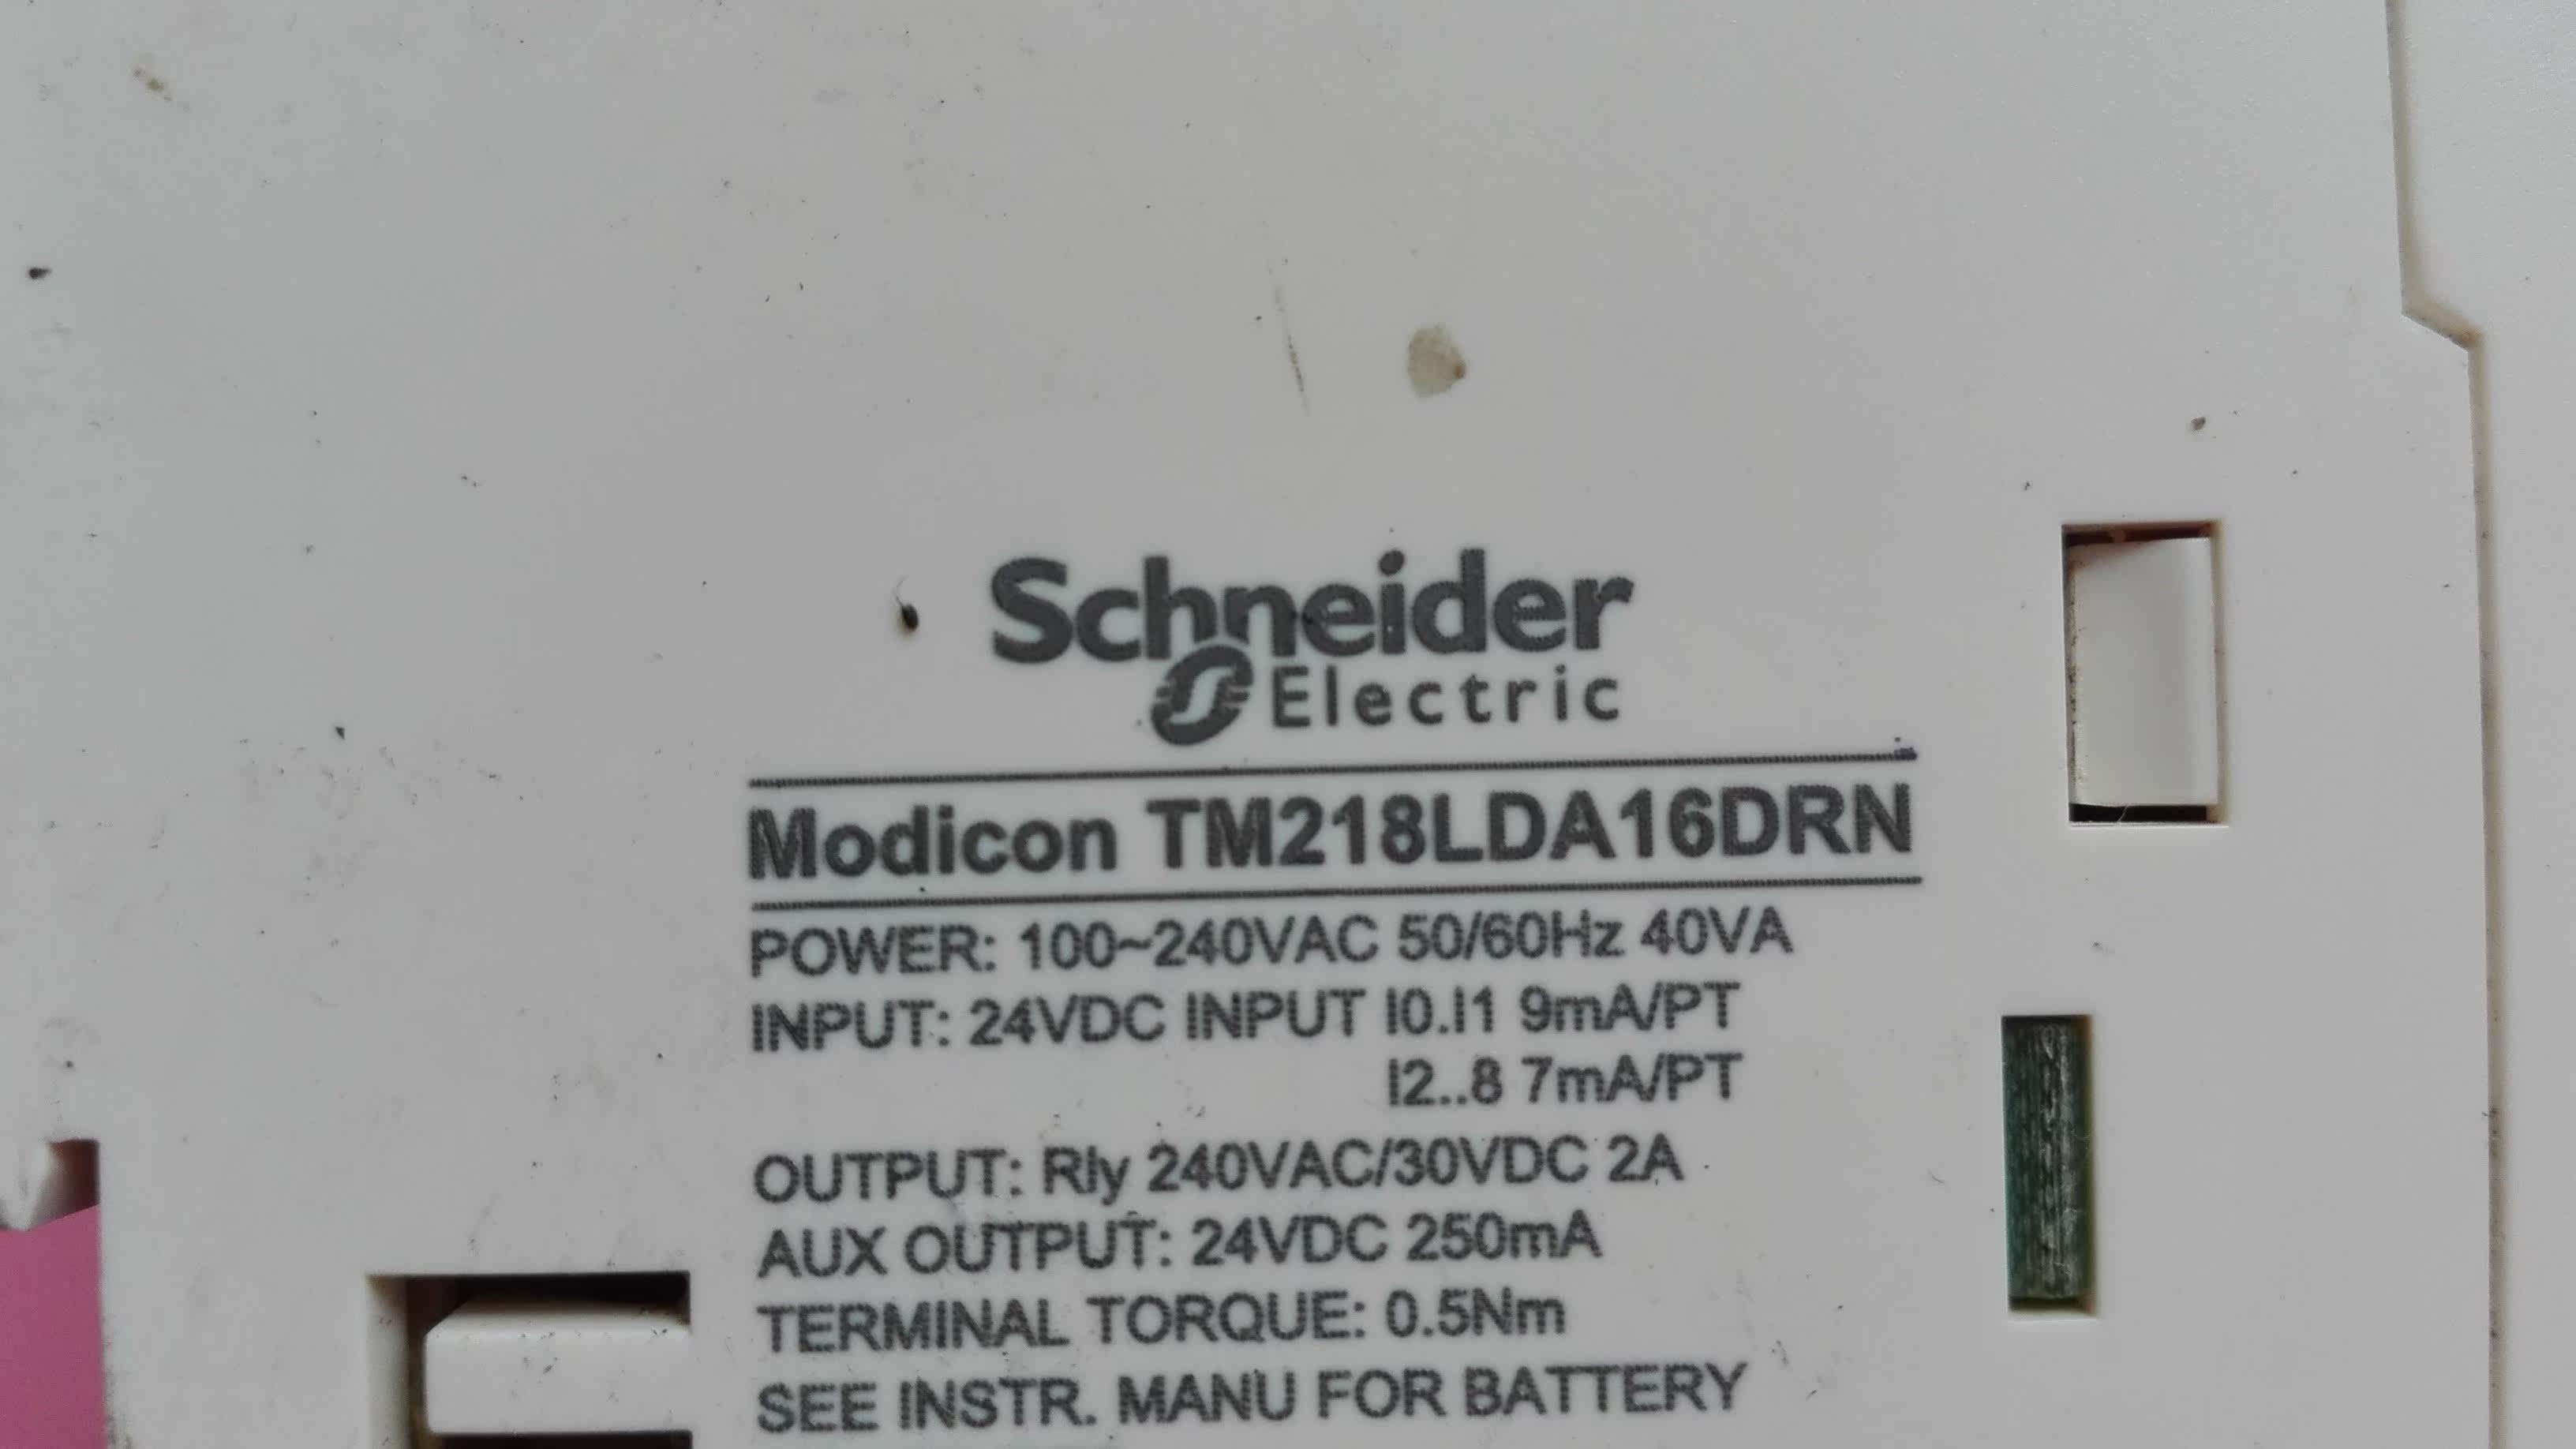 Schneider
Electric
Modicon TM218LDA16DRN
POWER: 100~240VAC 50/60Hz 40VA
INPUT: 24VDC INPUT I0.I1 9mA/PT
I2..8 7mA/PT
OUTPUT: Rly 240VAC/30VDC 2A
AUX OUTPUT: 24VDC 250mA
TERMINAL TORQUE: 0.5Nm
SEE INSTR. MANU FOR BATTERY